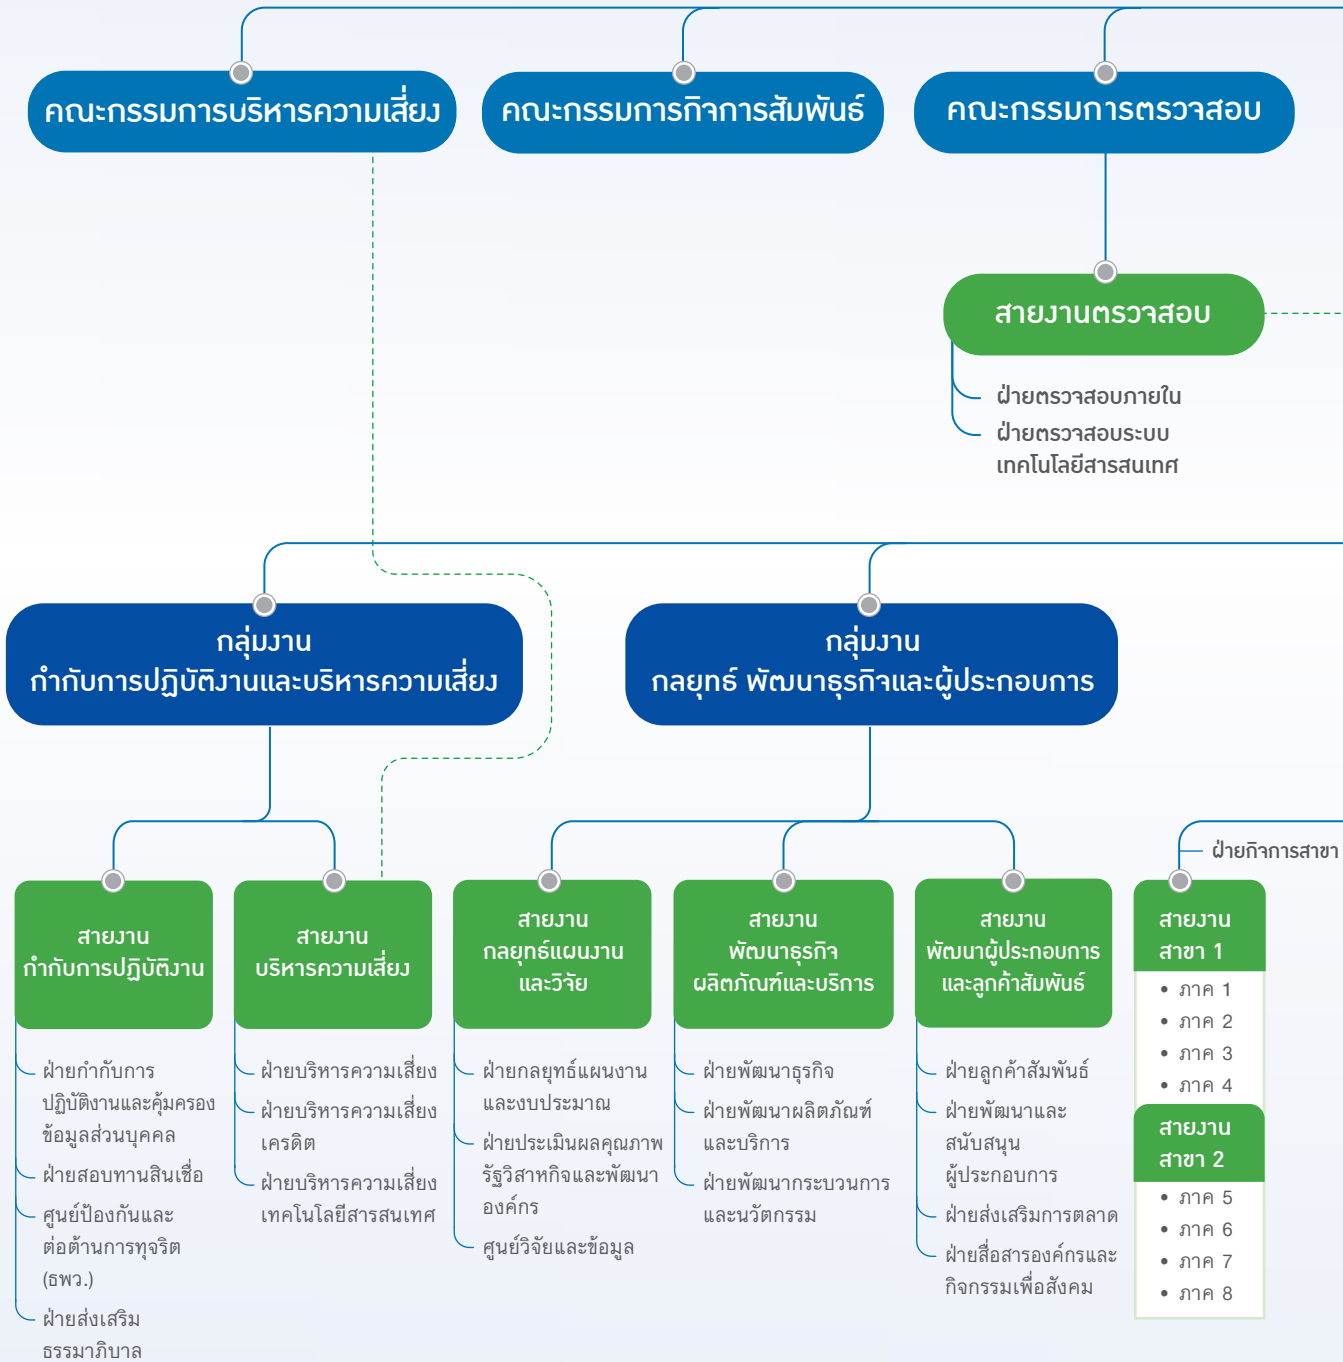 คณะกรรมการบริหารความเสี่ยง
คณะกรรมการกิจการสัมพันธ์
คณะกรรมการตรวจสอบ
สายงานตรวจสอบ
ฝ่ายตรวจสอบภายใน
ฝ่ายตรวจสอบระบบ
เทคโนโลยีสารสนเทศ
กลุ่มงาน
กำกับการปฏิบัติงานและบริหารความเสี่ยง
กลุ่มงาน
กลยุทธ์ พัฒนาธุรกิจและผู้ประกอบการ
ฝ่ายกิจการสาขา
สายงาน
กำกับการปฏิบัติงาน
ฝ่ายกำกับการ
ปฏิบัติงานและคุ้มครอง
ข้อมูลส่วนบุคคล
ฝ่ายสอบทานสินเชื่อ
ศูนย์ป้องกันและ
ต่อต้านการทุจริต
(ธพว.)
ฝ่ายส่งเสริม
ธรรมาภิบาล
สายงาน
บริหารความเสี่ยง
ฝ่ายบริหารความเสี่ยง
ฝ่ายบริหารความเสี่ยง
เครดิต
ฝ่ายบริหารความเสี่ยง
เทคโนโลยีสารสนเทศ
สายงาน
กลยุทธ์แผนงาน
และวิจัย
ฝ่ายกลยุทธ์แผนงาน
และงบประมาณ
ฝ่ายประเมินผลคุณภาพ
รัฐวิสาหกิจและพัฒนา
องค์กร
ศูนย์วิจัยและข้อมูล
สายงาน
พัฒนาธุรกิจ
ผลิตภัณฑ์และบริการ
ฝ่ายพัฒนาธุรกิจ
ฝ่ายพัฒนาผลิตภัณฑ์
และบริการ
ฝ่ายพัฒนากระบวนการ
และนวัตกรรม
สายงาน
พัฒนาผู้ประกอบการ
และลูกค้าสัมพันธ์
ฝ่ายลูกค้าสัมพันธ์
ฝ่ายพัฒนาและ
สนับสนุน
ผู้ประกอบการ
ฝ่ายส่งเสริมการตลาด
ฝ่ายสื่อสารองค์กรและ
กิจกรรมเพื่อสังคม
สายงาน
สาขา 1
• ภาค 1
• ภาค 2
• ภาค 3
• ภาค 4
สายงาน
สาขา 2
• ภาค 5
• ภาค 6
• ภาค 7
• ภาค 8